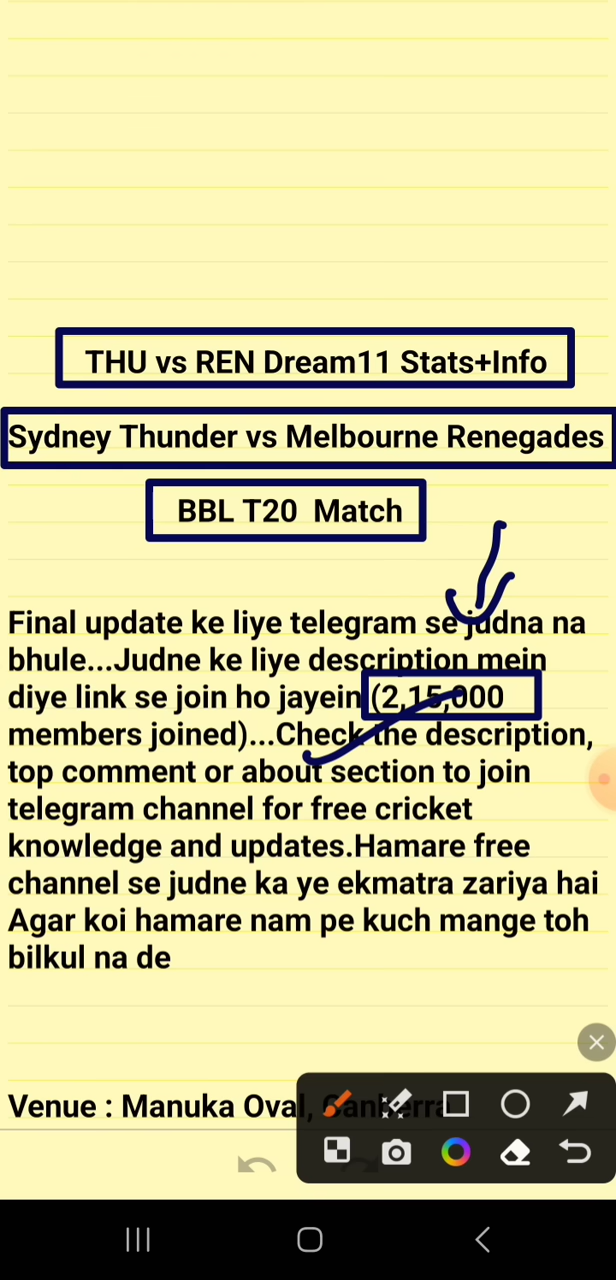 THU vs REN Dream11 Stats+Info
Sydney Thunder vs Melbourne Renegades
BBL T20  Match
Final update ke liye telegram se judna na
bhule...Judne ke liye description mein
diye link se join ho jayein (2,15,000
members joined)...Check the description,
top comment or about section to join
telegram channel for free cricket
knowledge and updates.Hamare free
channel se judne ka ye ekmatra zariya hai
Agar koi hamare nam pe kuch mange toh
bilkul na de
Venue : Manuka Oval, Canberra